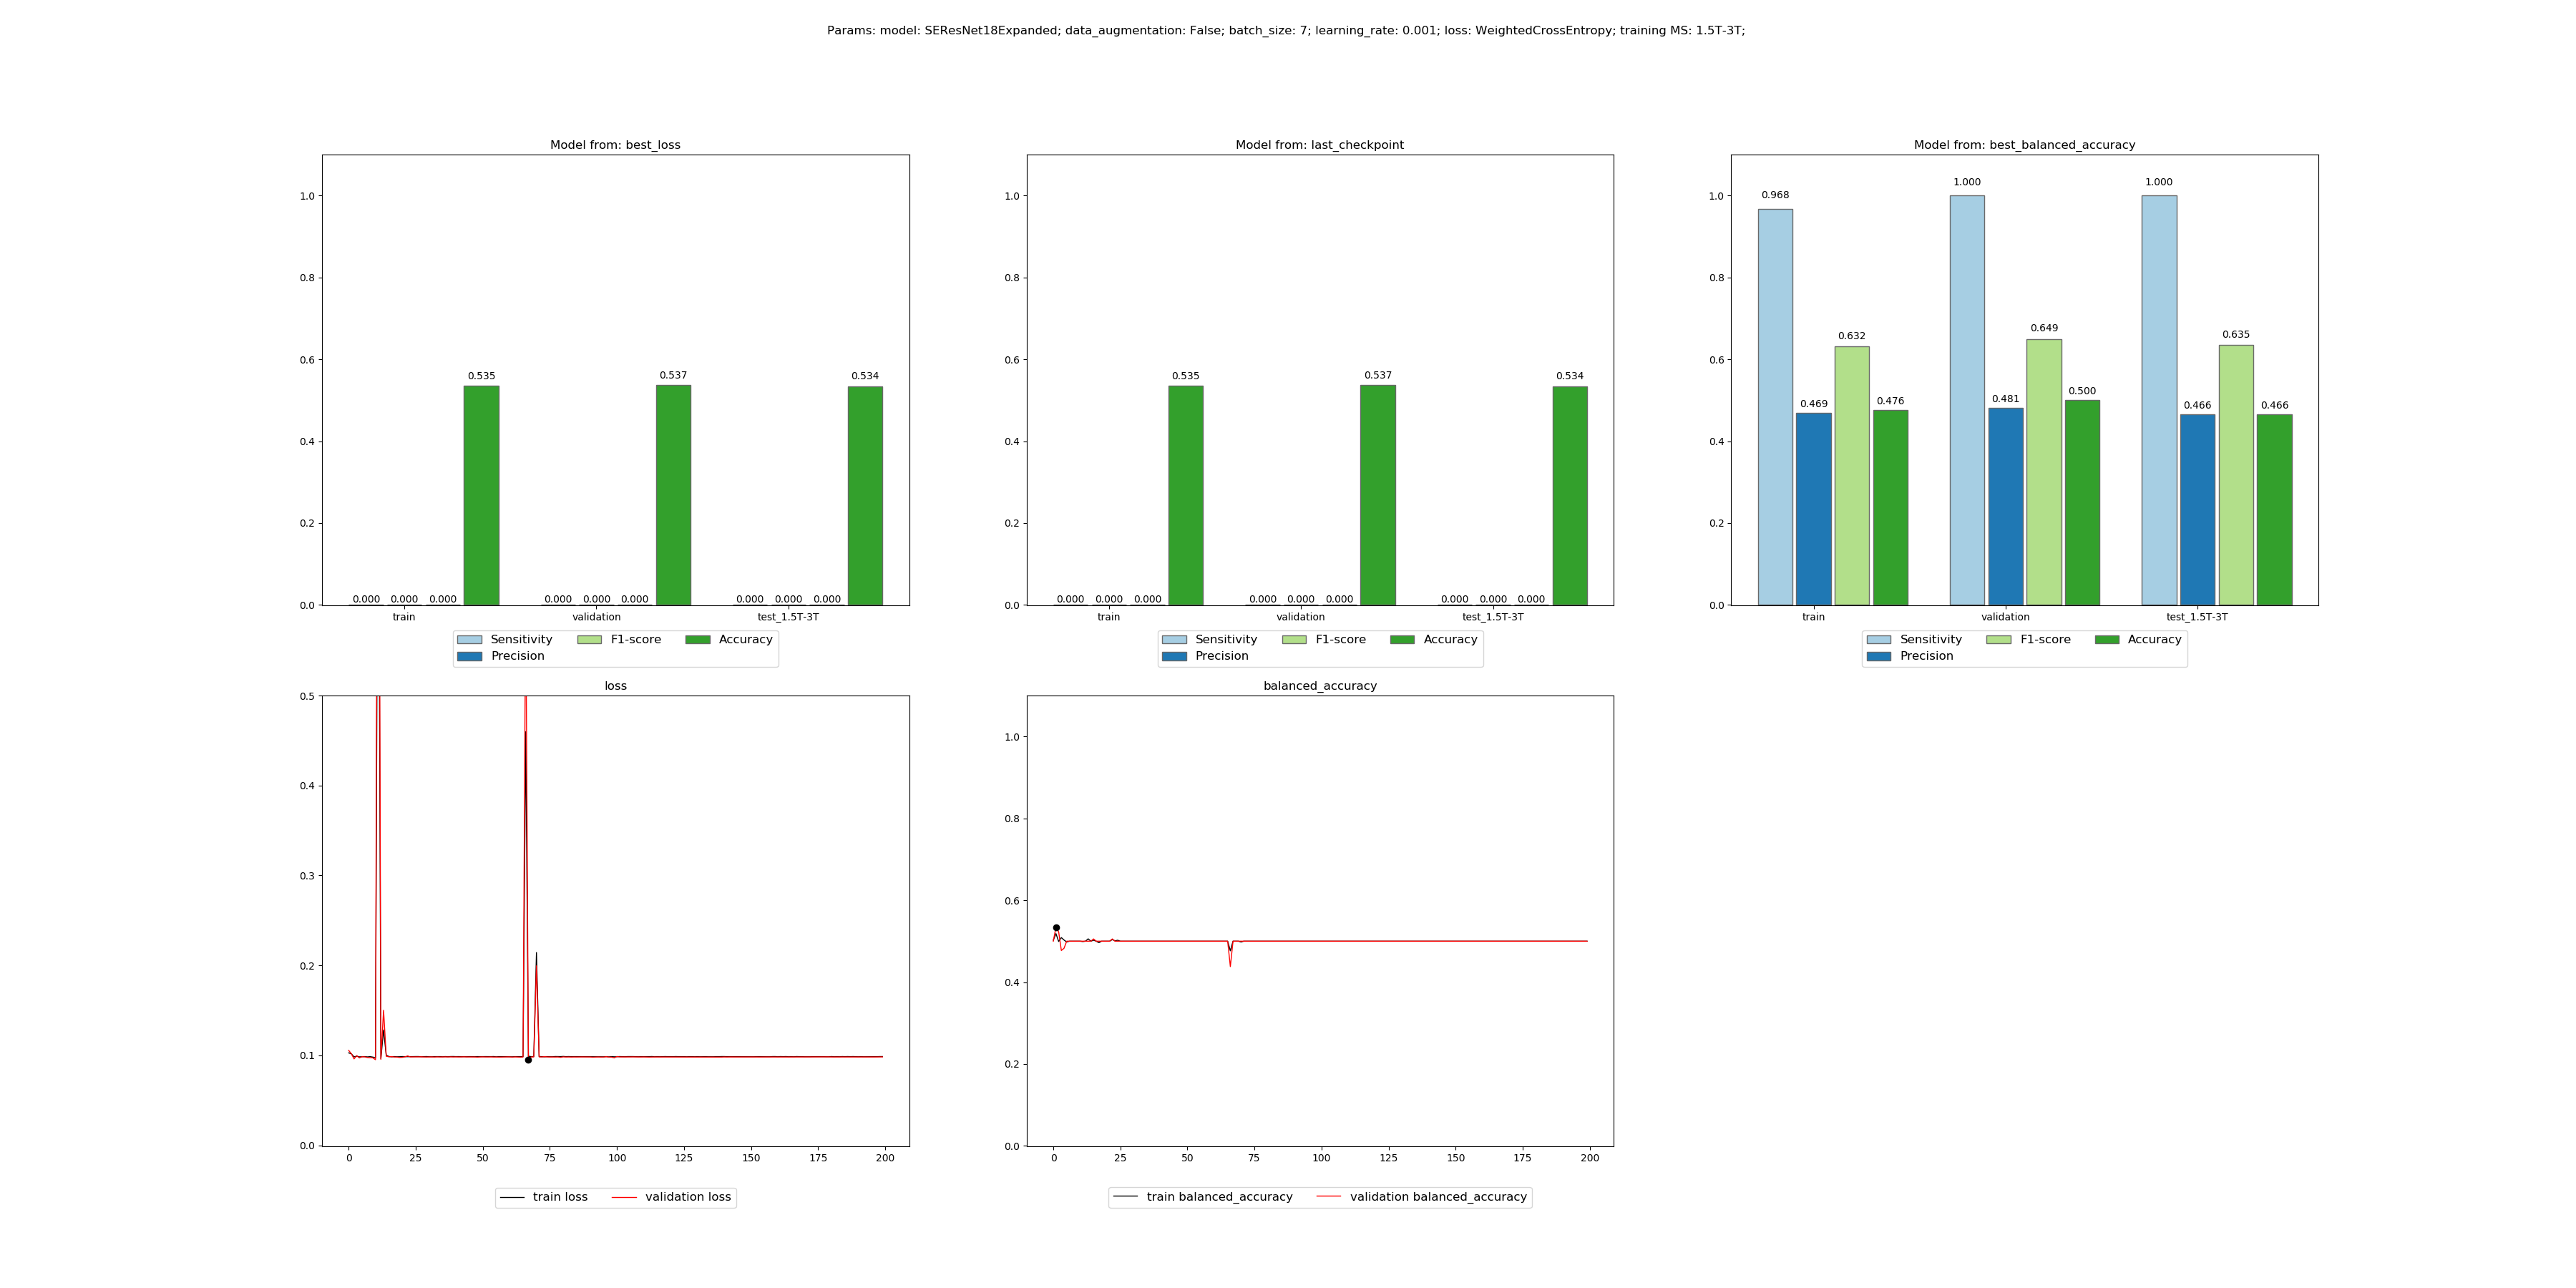 Params: model: SEResNet18Expanded; data_augmentation: False; batch_size: 7; learning_rate: 0.001; loss: WeightedCrossEntropy; training MS: 1.5T-3T;
Model from: best_loss
1.0
0.8
0.6
0.4
0.2
0.0
0.000 0.000 0.000 0.535
0.000 0.000 0.000 0.537
0.000 0.000 0.000 0.534
train validation test_1.5T-3T
Sensitivity F1-score Accuracy
Precision
Model from: last_checkpoint
1.0
0.8
0.6
0.4
0.2
0.0
0.000 0.000 0.000 0.535
0.000 0.000 0.000 0.537
0.000 0.000 0.000 0.534
train validation test_1.5T-3T
Sensitivity F1-score Accuracy
Precision
Model from: best_balanced_accuracy
1.0
0.8
0.6
0.4
0.2
0.0
0.968 0.469 0.632 0.476
1.000 0.481 0.649 0.500
1.000 0.466 0.635 0.466
train validation test_1.5T-3T
Sensitivity F1-score Accuracy
Precision
loss
0.5
0.4
0.3
0.2
0.1
0.0
0 25 50 75 100 125 150 175 200
train loss validation loss
balanced_accuracy
1.0
0.8
0.6
0.4
0.2
0.0
0 25 50 75 100 125 150 175 200
train balanced_accuracy validation balanced_accuracy